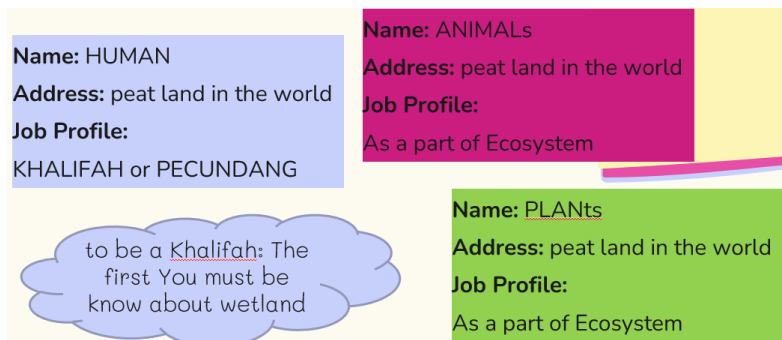 Name: HUMAN
Address: peat land in the world
Job Profile:
KHALIFAH or PECUNDANG
Name: ANIMALs
Address: peat land in the world
Job Profile:
As a part of Ecosystem
to be a Khalifah: The
first You must be
know about wetland
Name: PLANts
Address: peat land in the world
Job Profile:
As a part of Ecosystem